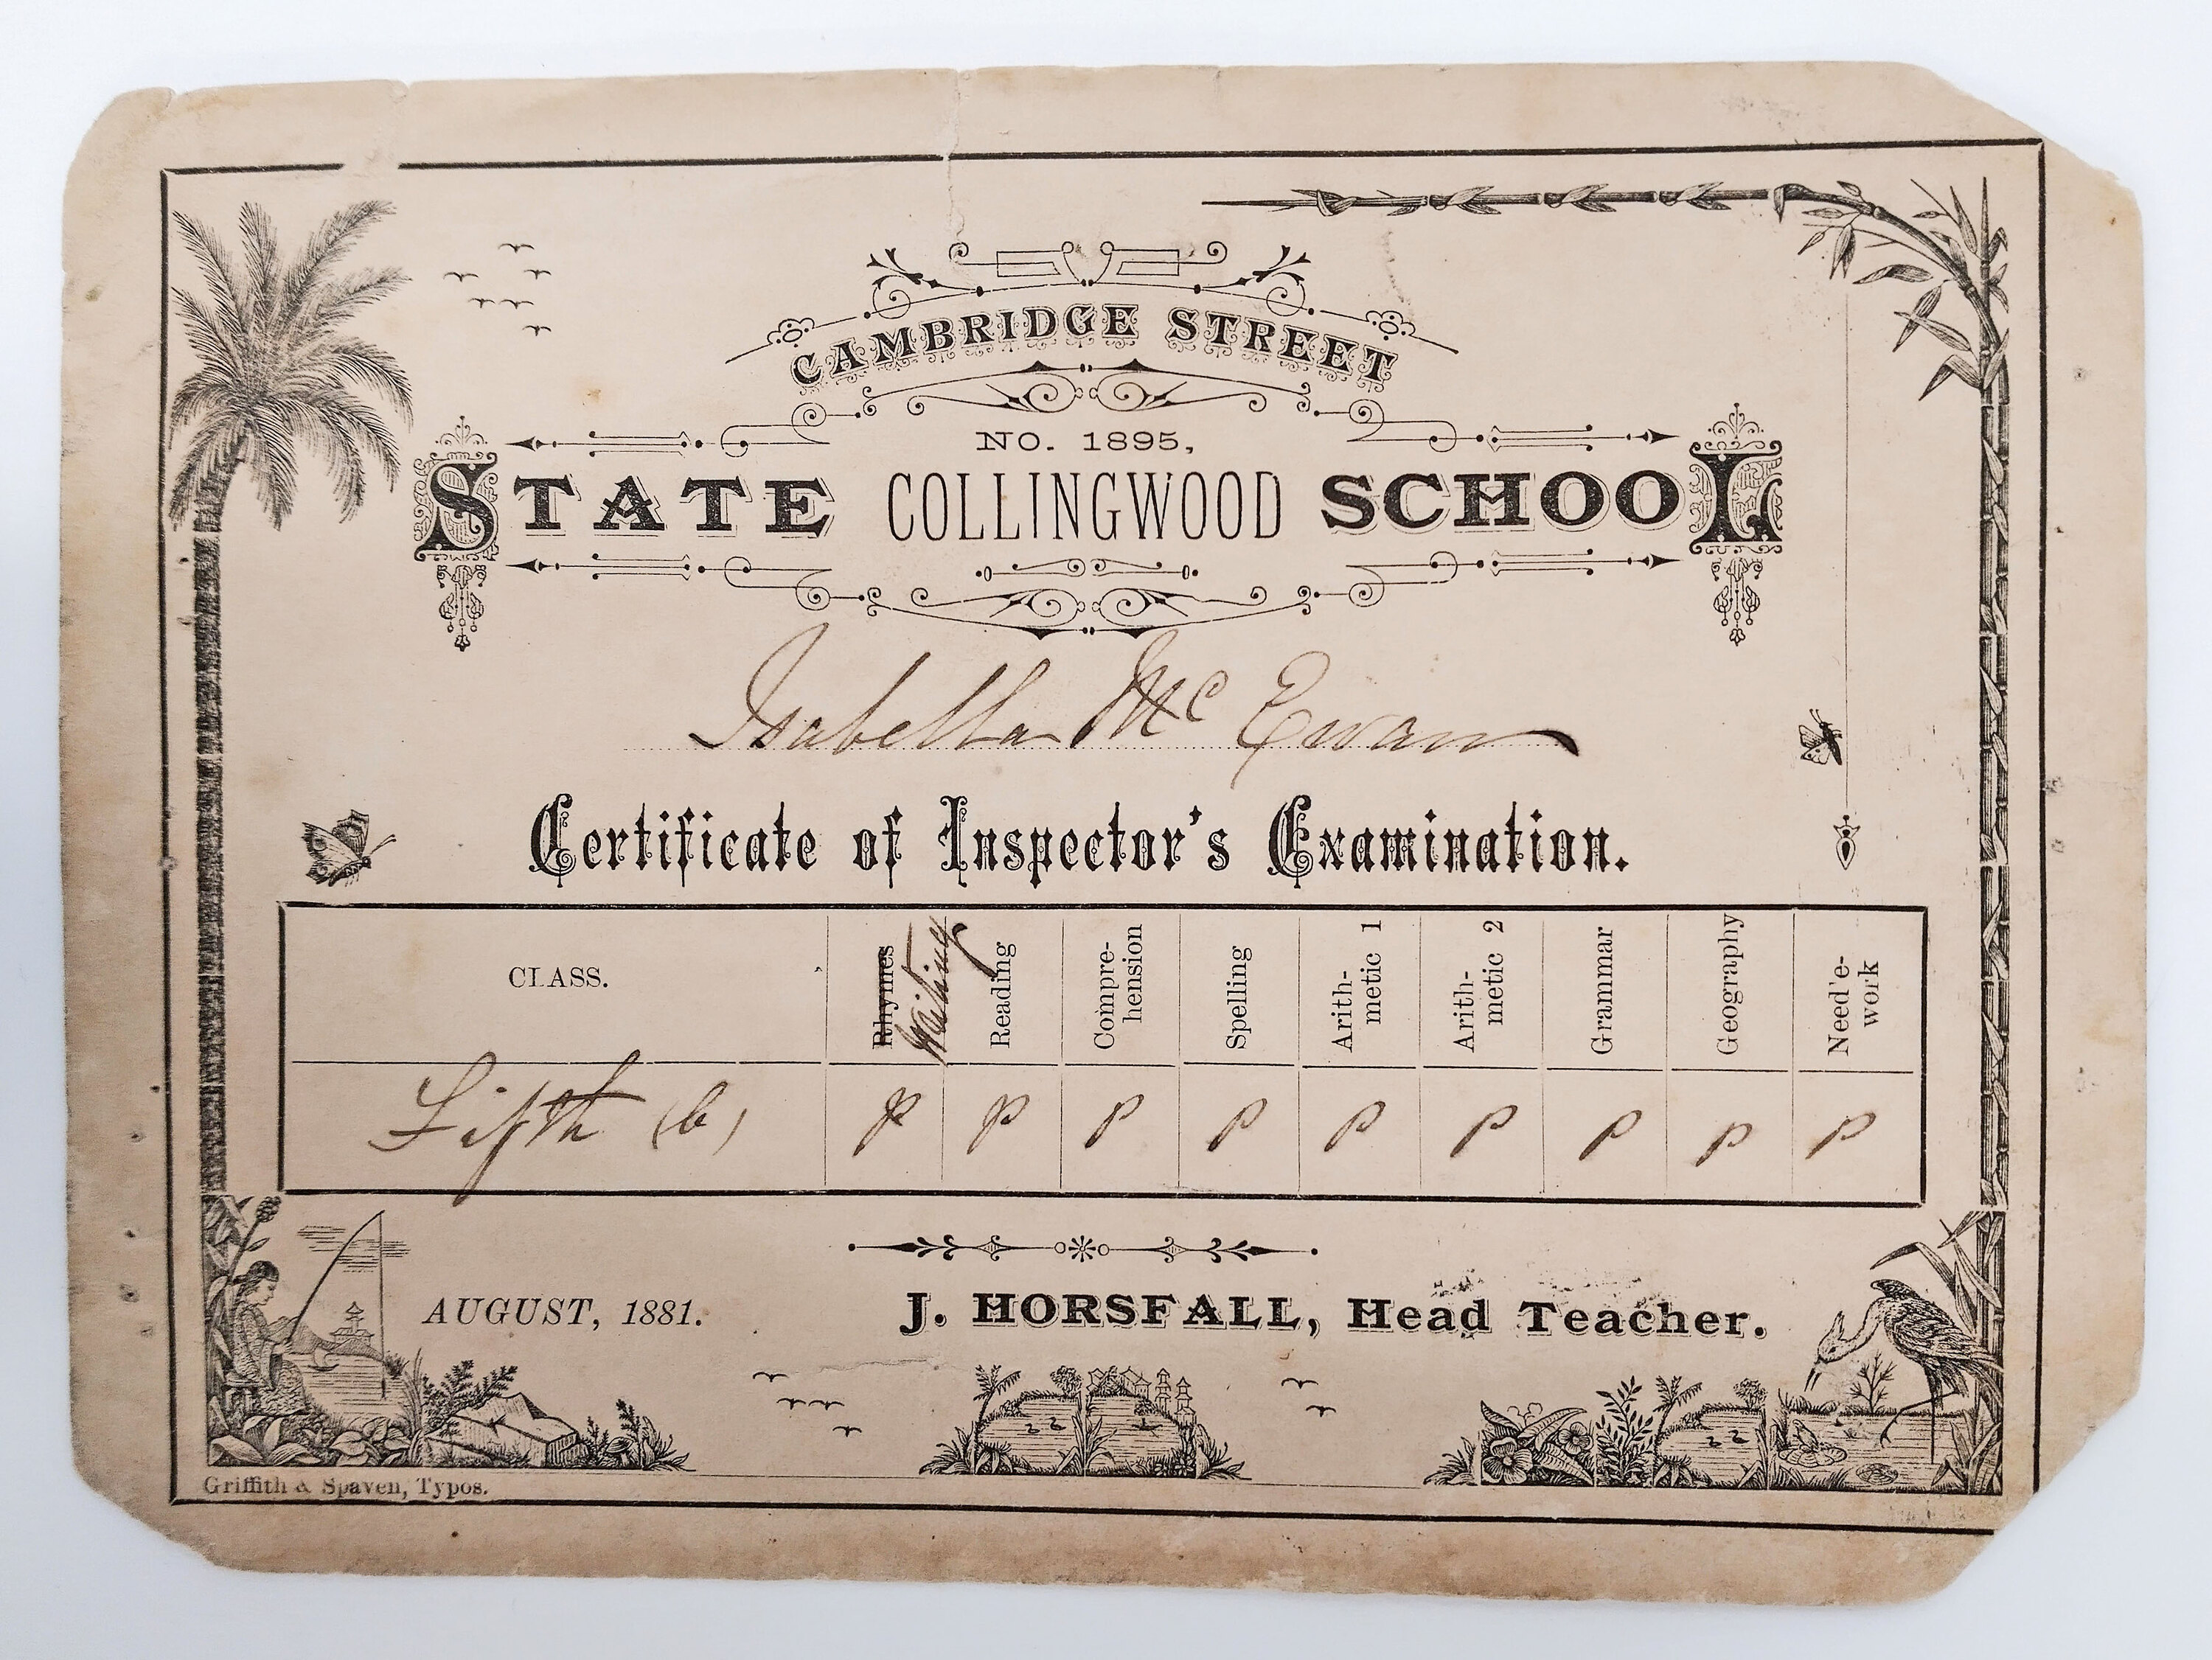 CAMBRIDGE STREET
NO. 1895,
STATE COLLINGWOOD SCHOOL
Isabella Mc Ewan
Certificate of Inspector's Examination.
CLASS.
Rhymes
Writing
Reading
Compre-
hension
Spelling
Arith-
metic 1
Arith-
metic 2
Grammar
Geography
Need'e-
work
Fifth (b) p p p p p p p p p
AUGUST, 1881.
J. HORSFALL, Head Teacher.
Griffith & Spaven, Typos.